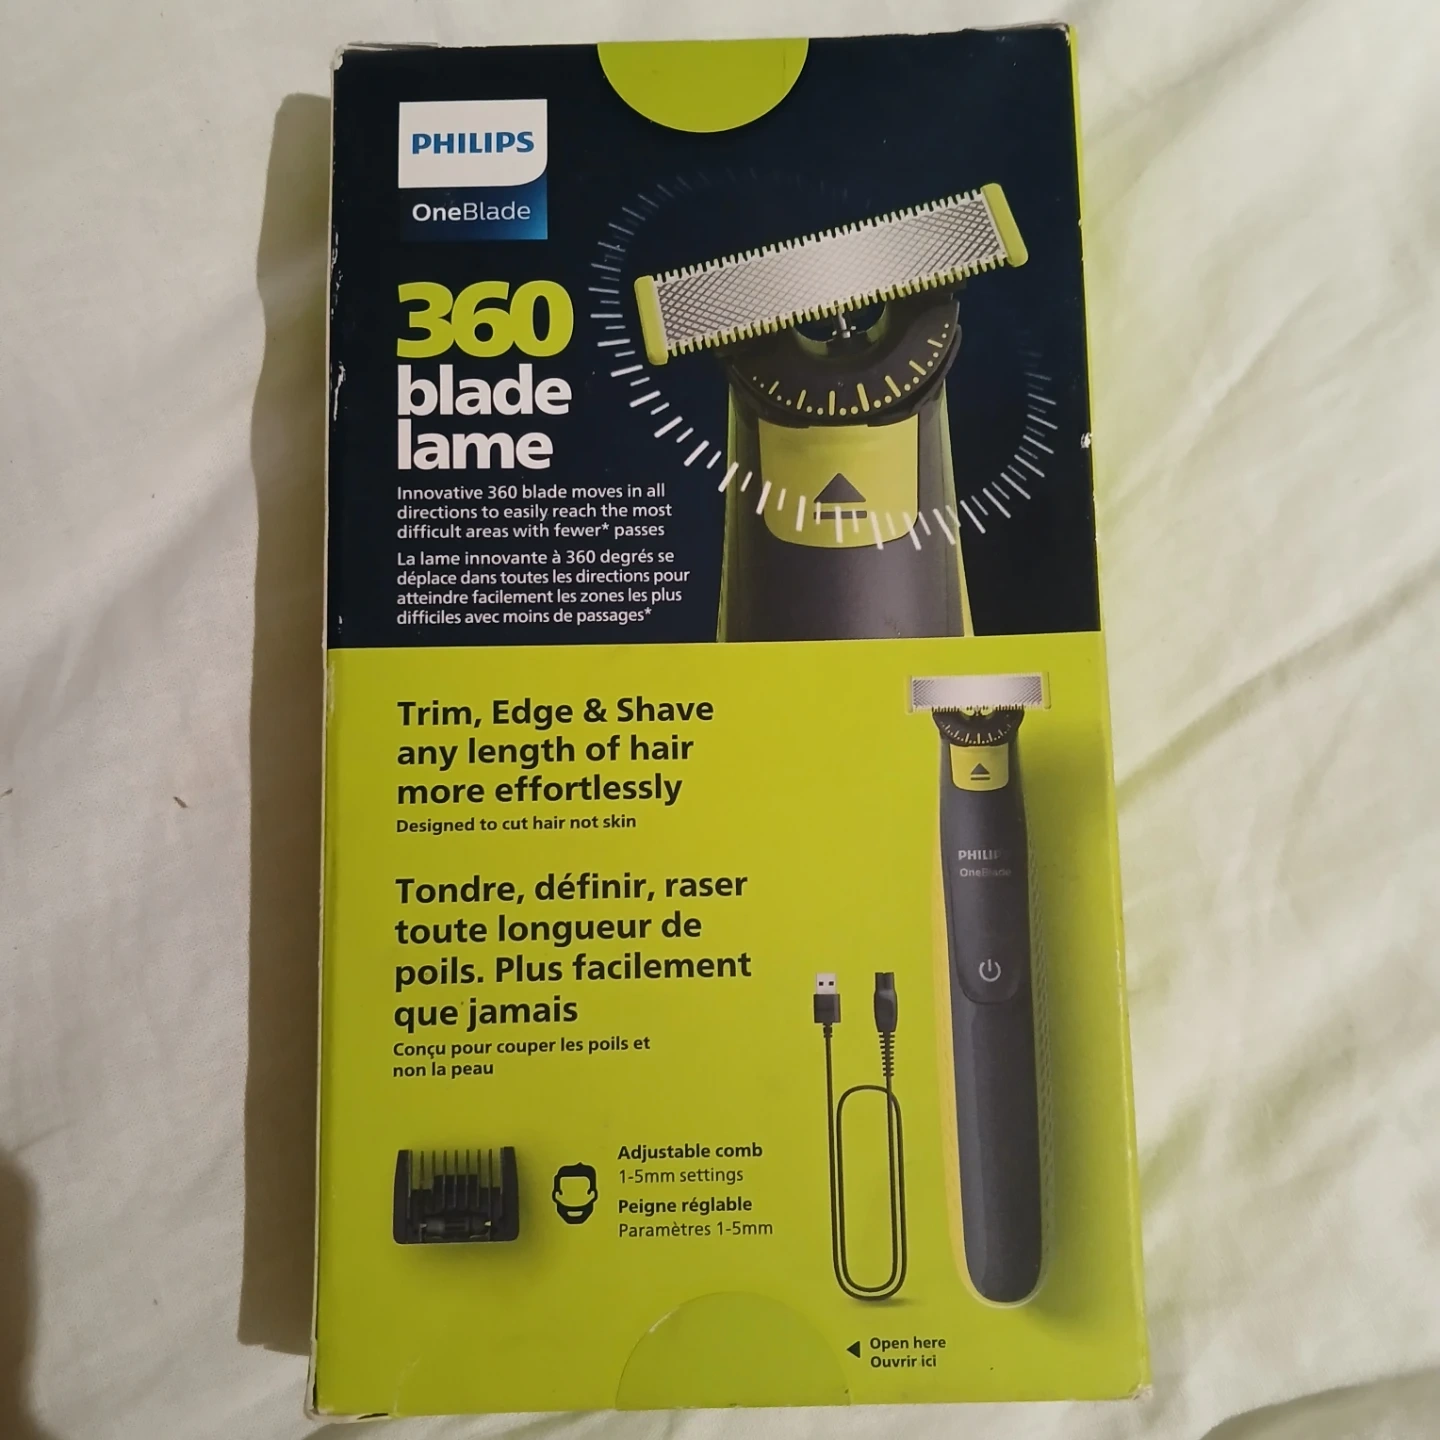 PHILIPS
OneBlade
360
blade
lame
Innovative 360 blade moves in all
directions to easily reach the most
difficult areas with fewer* passes
La lame innovante à 360 degrés se
déplace dans toutes les directions pour
atteindre facilement les zones les plus
difficiles avec moins de passages*
Trim, Edge & Shave
any length of hair
more effortlessly
Designed to cut hair not skin
Tondre, définir, raser
toute longueur de
poils. Plus facilement
que jamais
Conçu pour couper les poils et
non la peau
PHILIPS
OneBlade
Adjustable comb
1-5mm settings
Peigne réglable
Paramètres 1-5mm
Open here
Ouvrir ici